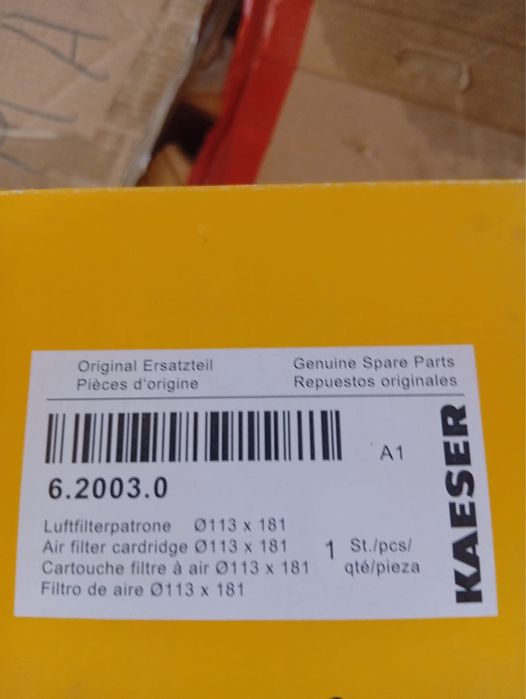 Original Ersatzteil Genuine Spare Parts
Pièces d'origine Repuestos originales
A1
6.2003.0
Luftfilterpatrone Ø113 x 181
Air filter cardridge Ø113 x 181
Cartouche filtre à air Ø113 x 181
Filtro de aire Ø113 x 181
1 St./pcs/
qté/pieza
KAESER